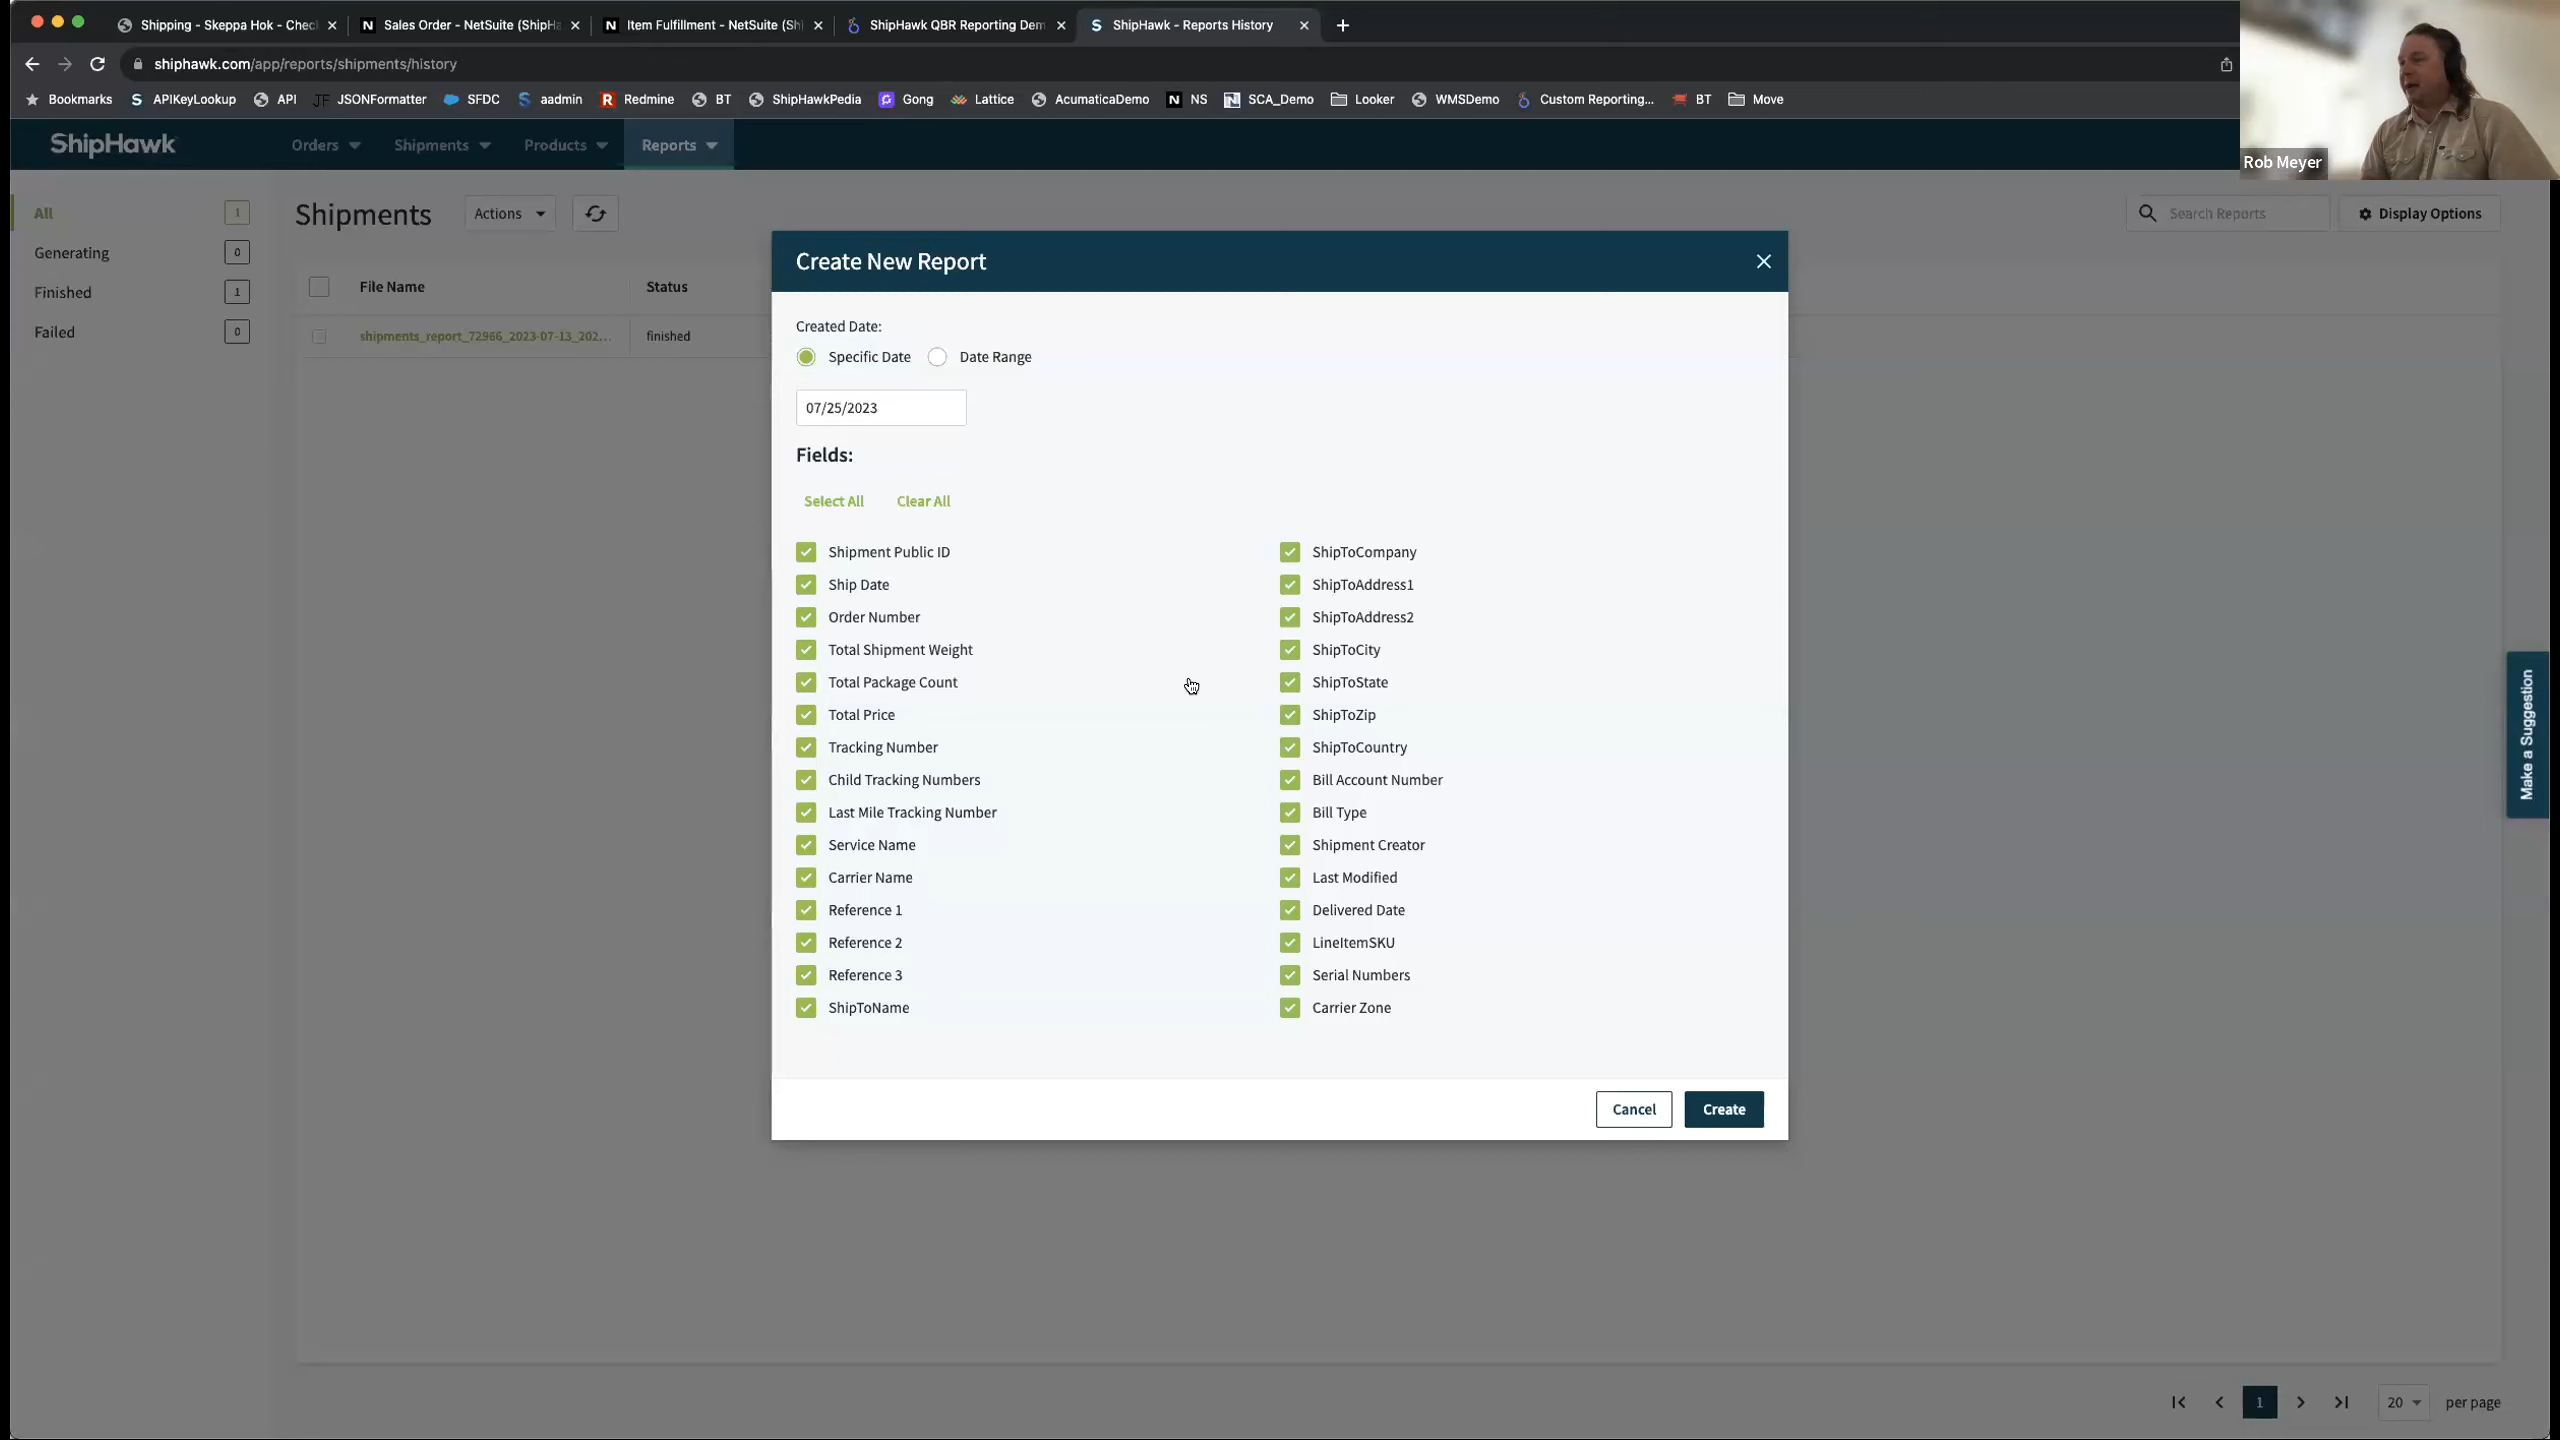 Shipping - Skeppa Hok - Chec
Sales Order - NetSuite (ShipHa
Item Fulfillment - NetSuite (Shi
ShipHawk QBR Reporting Dem
ShipHawk - Reports History
shiphawk.com/app/reports/shipments/history
Bookmarks
APIKeyLookup
API
JSONFormatter
SFDC
aadmin
Redmine
BT
ShipHawkPedia
Gong
Lattice
AcumaticaDemo
NS
SCA_Demo
Looker
WMSDemo
Custom Reporting...
BT
Move
Rob Meyer
ShipHawk
Orders
Shipments
Products
Reports
All 1
Generating 0
Finished 1
Failed 0
Shipments
Actions
Search Reports
Display Options
File Name
Status
shipments_report_72966_2023-07-13_202...
finished
Create New Report
Created Date:
Specific Date
Date Range
07/25/2023
Fields:
Select All
Clear All
Shipment Public ID
Ship Date
Order Number
Total Shipment Weight
Total Package Count
Total Price
Tracking Number
Child Tracking Numbers
Last Mile Tracking Number
Service Name
Carrier Name
Reference 1
Reference 2
Reference 3
ShipToName
ShipToCompany
ShipToAddress1
ShipToAddress2
ShipToCity
ShipToState
ShipToZip
ShipToCountry
Bill Account Number
Bill Type
Shipment Creator
Last Modified
Delivered Date
LineItemSKU
Serial Numbers
Carrier Zone
Cancel
Create
Make a Suggestion
1
20
per page